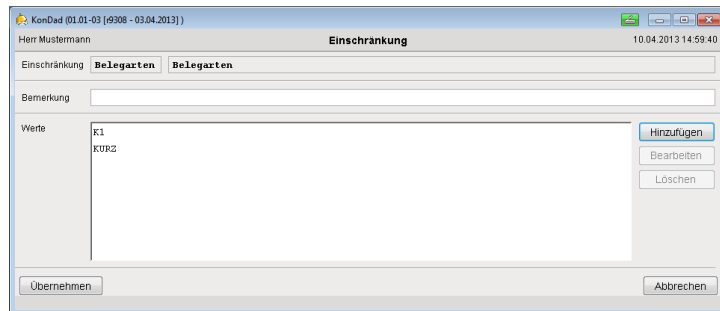 KonDad (01.01-03 [r9308 - 03.04.2013] )
Herr Mustermann Einschränkung 10.04.2013 14:59:40
Einschränkung Belegarten Belegarten
Bemerkung
Werte
K1
KURZ
Hinzufügen
Bearbeiten
Löschen
Übernehmen Abbrechen